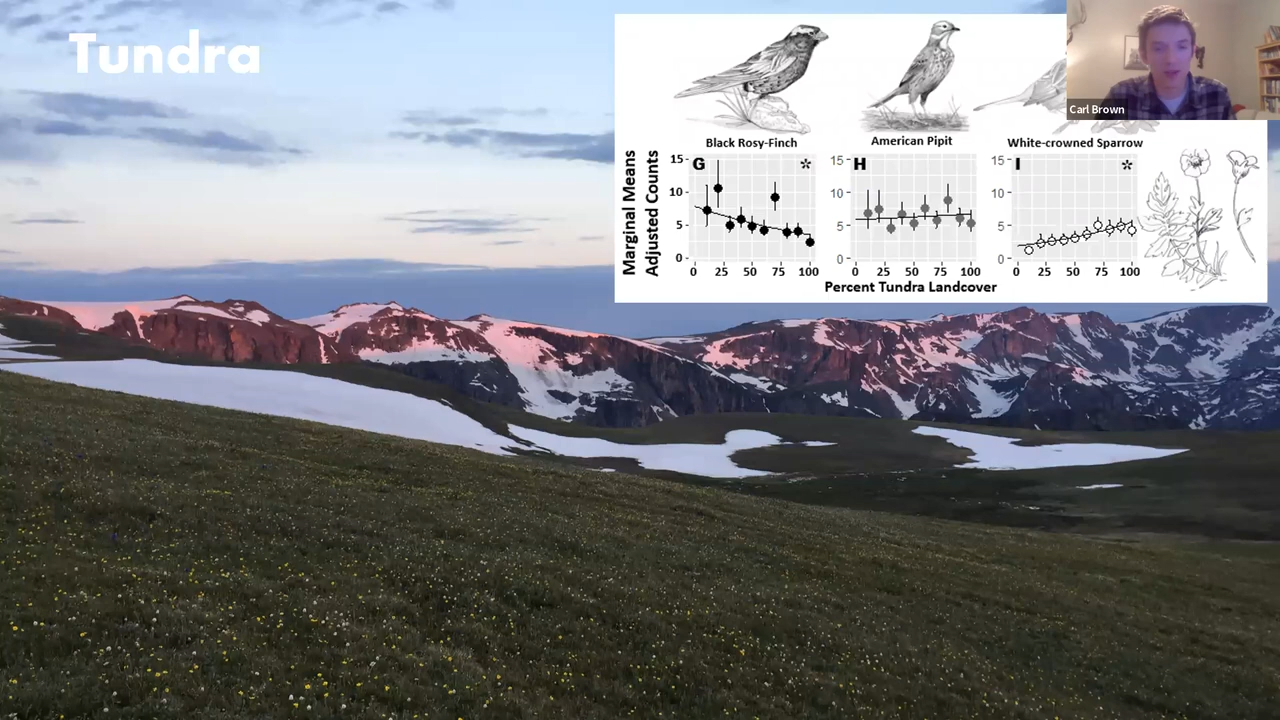 Tundra
Carl Brown
Black Rosy-Finch
American Pipit
White-crowned Sparrow
Marginal Means
Adjusted Counts
15
10
5
0
G
*
0 25 50 75 100
15
10
5
0
H
0 25 50 75 100
15
10
5
0
I
*
0 25 50 75 100
Percent Tundra Landcover